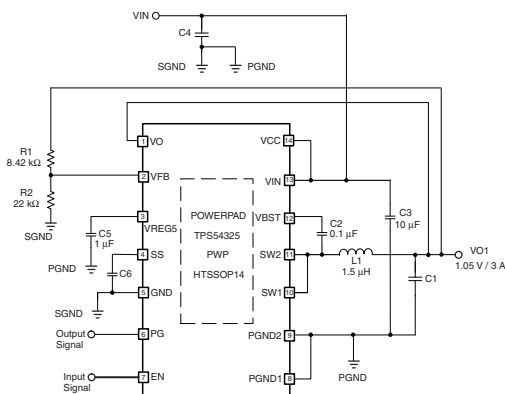 VIN
C4
SGND
PGND
R1
8.42 kΩ
R2
22 kΩ
SGND
C5
1 µF
PGND
C6
SGND
Output
Signal
Input
Signal
1
VO
2
VFB
3
VREG5
4
SS
5
GND
6
PG
7
EN
POWERPAD
TPS54325
PWP
HTSSOP14
VCC
14
VIN
13
VBST
12
SW2
11
SW1
10
PGND2
9
PGND1
8
C2
0.1 µF
C3
10 µF
L1
1.5 µH
C1
VO1
1.05 V / 3 A
PGND